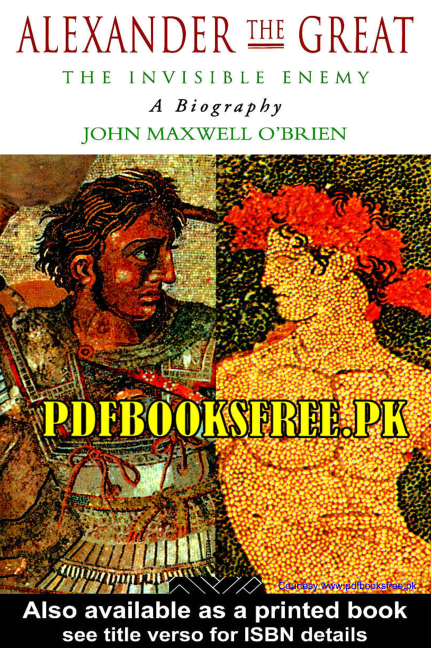 ALEXANDER THE GREAT
THE INVISIBLE ENEMY
A Biography
JOHN MAXWELL O'BRIEN
PDFBOOKSFREE.PK
Courtesy www.pdfbooksfree.pk
Also available as a printed book
see title verso for ISBN details